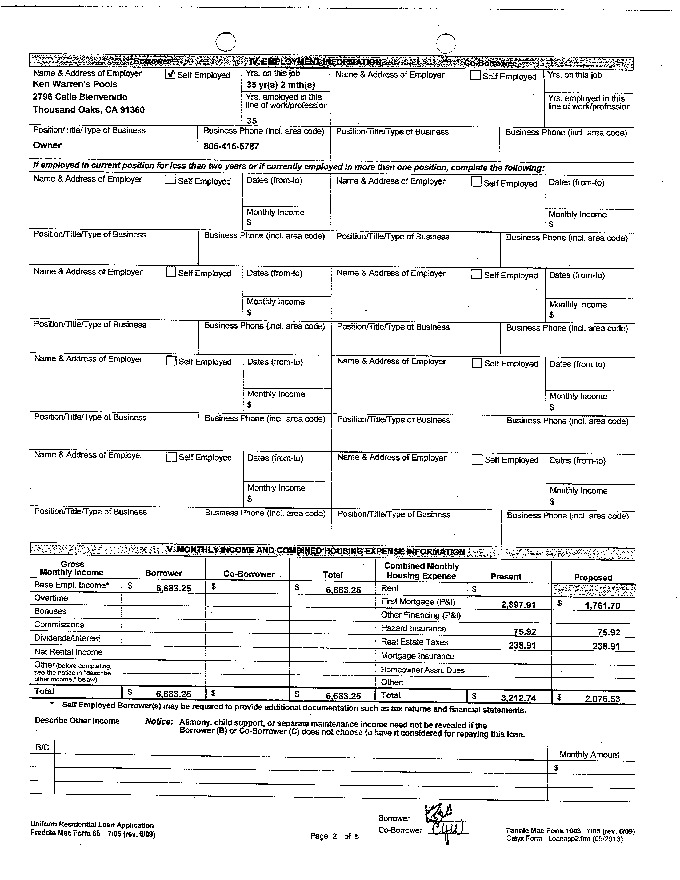 Borrower IV. EMPLOYMENT INFORMATION Co-Borrower
Name & Address of Employer Self Employed Yrs. on this job Name & Address of Employer Self Employed Yrs. on this job
Ken Warren's Pools 35 yr(s) 2 mth(s)
2796 Calle Bienvenido Yrs. employed in this line of work/profession Yrs. employed in this line of work/profession
Thousand Oaks, CA 91360
35
Position/Title/Type of Business Business Phone (incl. area code) Position/Title/Type of Business Business Phone (incl. area code)
Owner 805-415-5787
If employed in current position for less than two years or if currently employed in more than one position, complete the following:
Name & Address of Employer Self Employed Dates (from-to) Name & Address of Employer Self Employed Dates (from-to)
Monthly Income Monthly Income
$ $
Position/Title/Type of Business Business Phone (incl. area code) Position/Title/Type of Business Business Phone (incl. area code)
Name & Address of Employer Self Employed Dates (from-to) Name & Address of Employer Self Employed Dates (from-to)
Monthly Income Monthly Income
$ $
Position/Title/Type of Business Business Phone (incl. area code) Position/Title/Type of Business Business Phone (incl. area code)
Name & Address of Employer Self Employed Dates (from-to) Name & Address of Employer Self Employed Dates (from-to)
Monthly Income Monthly Income
$ $
Position/Title/Type of Business Business Phone (incl. area code) Position/Title/Type of Business Business Phone (incl. area code)
Name & Address of Employe. Self Employed Dates (from-to) Name & Address of Employer Self Employed Dates (from-to)
Monthly Income Monthly Income
$ $
Position/Title/Type of Business Business Phone (incl. area code) Position/Title/Type of Business Business Phone (incl. area code)
V. MONTHLY INCOME AND COMBINED HOUSING EXPENSE INFORMATION
Gross Monthly Income Borrower Co-Borrower Total Combined Monthly Housing Expense Present Proposed
Base Empl. Income* $ 6,683.25 $ $ 6,683.25 Rent $
Overtime First Mortgage (P&I) 2,897.91 $ 1,761.70
Bonuses Other Financing (P&I)
Commissions Hazard Insurance 75.92 75.92
Dividends/Interest Real Estate Taxes 238.91 238.91
Net Rental Income Mortgage Insurance
Other (before completing, see the notice in "describe other income," below) Homeowner Assn. Dues
Other:
Total $ 6,683.25 $ $ 6,683.25 Total $ 3,212.74 $ 2,076.53
* Self Employed Borrower(s) may be required to provide additional documentation such as tax returns and financial statements.
Describe Other Income Notice: Alimony, child support, or separate maintenance income need not be revealed if the
Borrower (B) or Co-Borrower (C) does not choose to have it considered for repaying this loan.
B/C Monthly Amount
$
Borrower
Uniform Residential Loan Application
Freddie Mac Form 65 7/05 (rev. 6/09) Page 2 of 5 Co-Borrower Fannie Mae Form 1003 7/05 (rev. 6/09)
Calyx Form - Loanapp2.frm (05/2013)